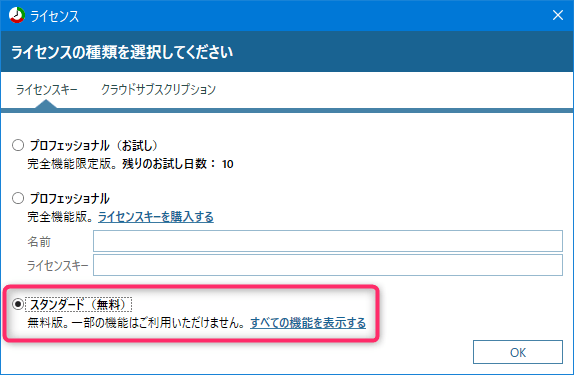 ライセンス
ライセンスの種類を選択してください
ライセンスキー クラウドサブスクリプション
プロフェッショナル（お試し）
完全機能限定版。残りのお試し日数： 10
プロフェッショナル
完全機能版。ライセンスキーを購入する
名前
ライセンスキー
スタンダード（無料）
無料版。一部の機能はご利用いただけません。すべての機能を表示する
OK